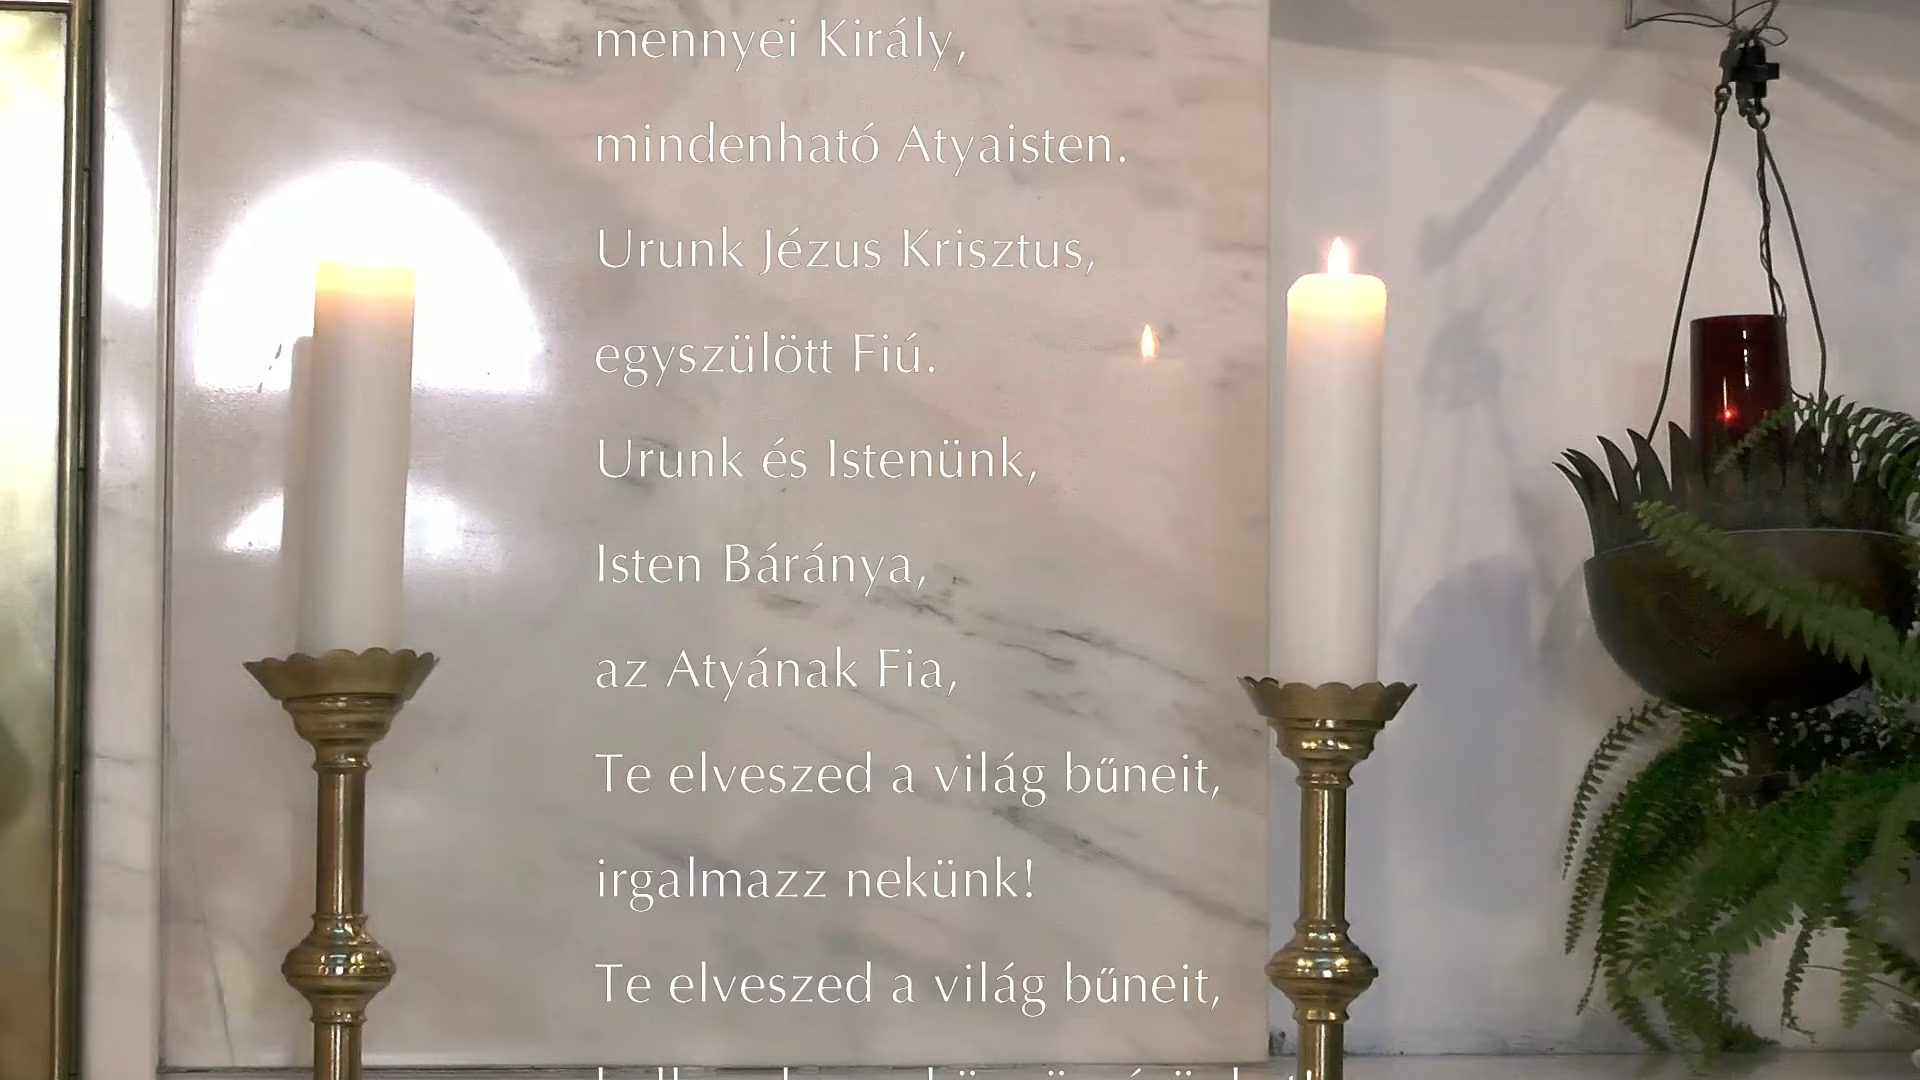 mennyei Király,
mindenható Atyaisten.
Urunk Jézus Krisztus,
egyszülött Fiú.
Urunk és Istenünk,
Isten Báránya,
az Atyának Fia,
Te elveszed a világ bűneit,
irgalmazz nekünk!
Te elveszed a világ bűneit,